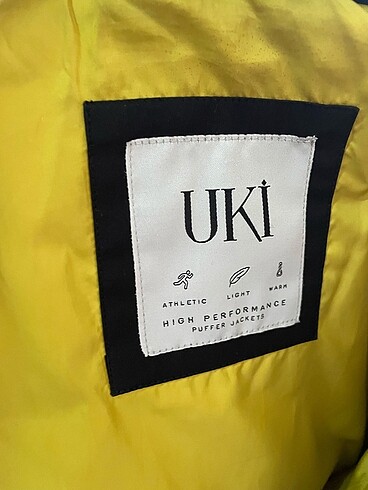 UKİ
ATHLETIC LIGHT WARM
HIGH PERFORMANCE
PUFFER JACKETS